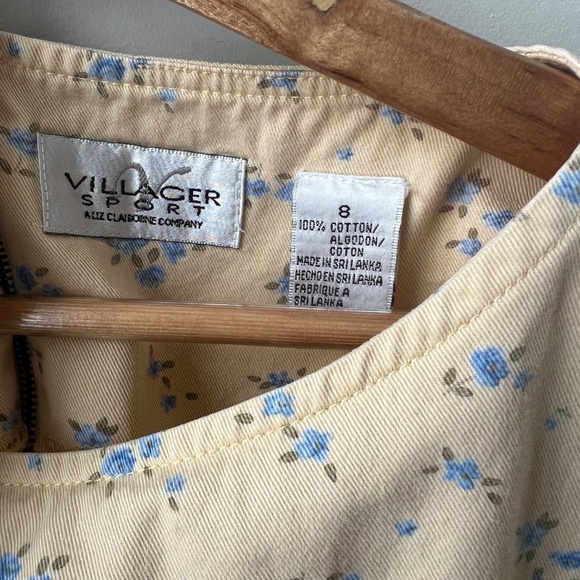 VILLAGER
SPORT
A LIZ CLAIBORNE COMPANY
8
100% COTTON/
ALGODON/
COTON
MADE IN SRI LANKA
HECHO EN SRI LANKA
FABRIQUE A
SRI LANKA